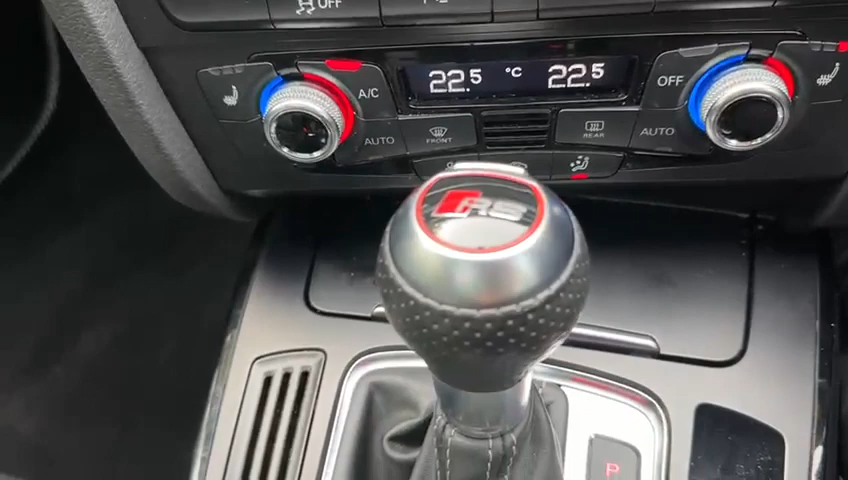 OFF
22.5 °C 22.5
OFF
A/C
AUTO
FRONT
REAR
AUTO
RS
P